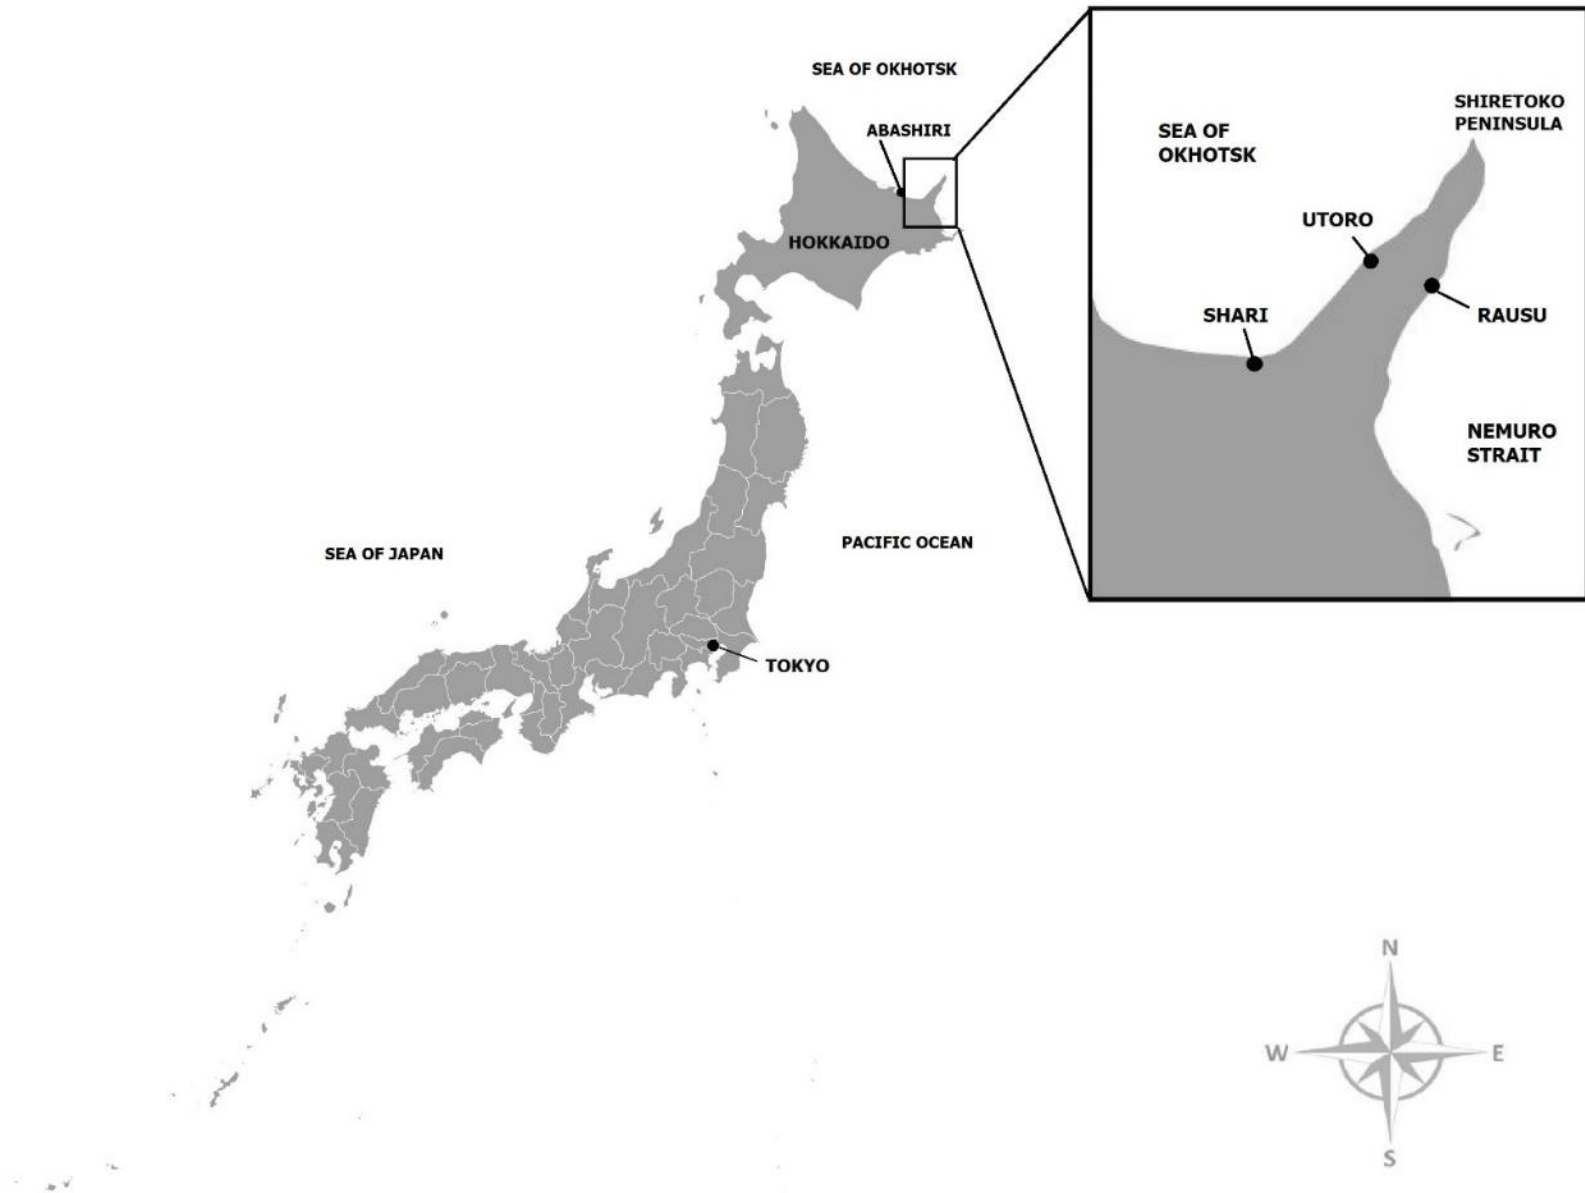 SEA OF OKHOTSK
ABASHIRI
HOKKAIDO
SEA OF JAPAN
PACIFIC OCEAN
TOKYO
SHIRETOKO
PENINSULA
SEA OF
OKHOTSK
UTORO
SHARI
RAUSU
NEMURO
STRAIT
N
W
E
S